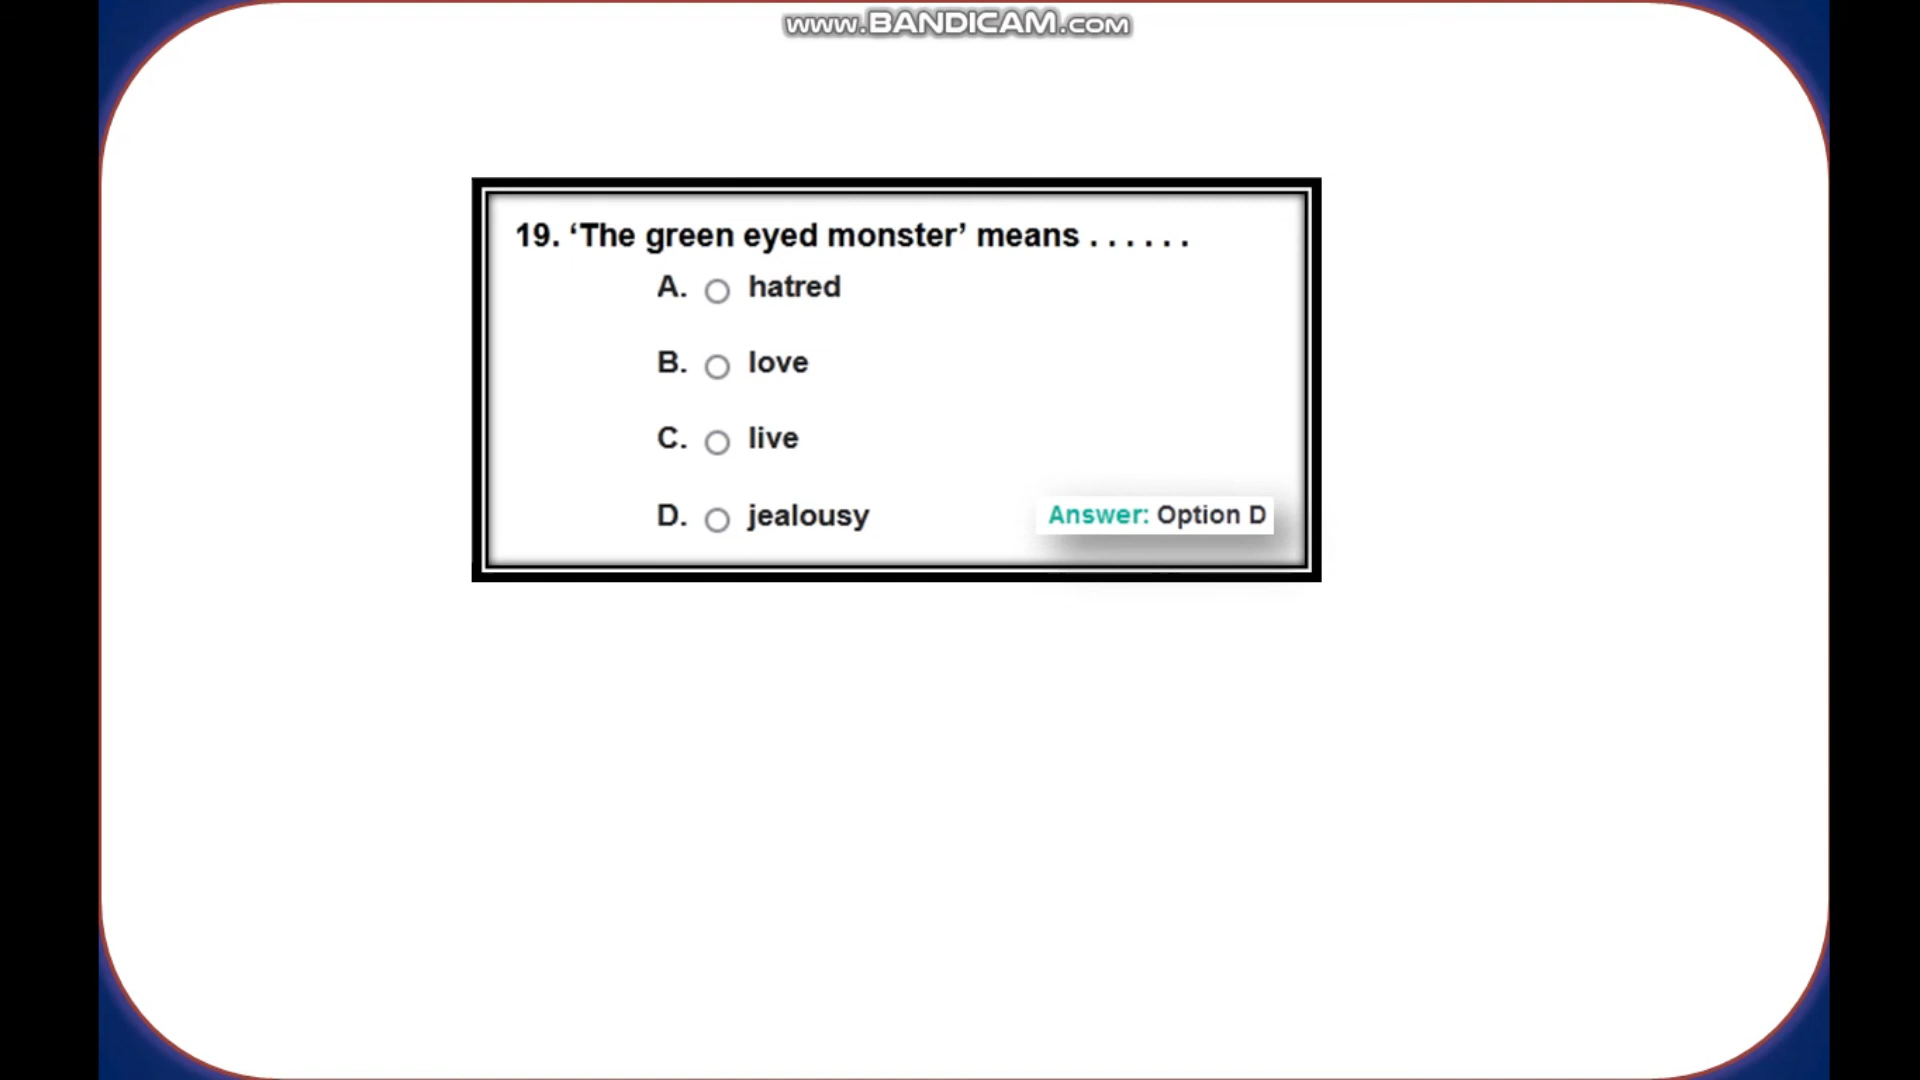 www.BANDICAM.com
19. ‘The green eyed monster’ means . . . . . .
A. hatred
B. love
C. live
D. jealousy
Answer: Option D